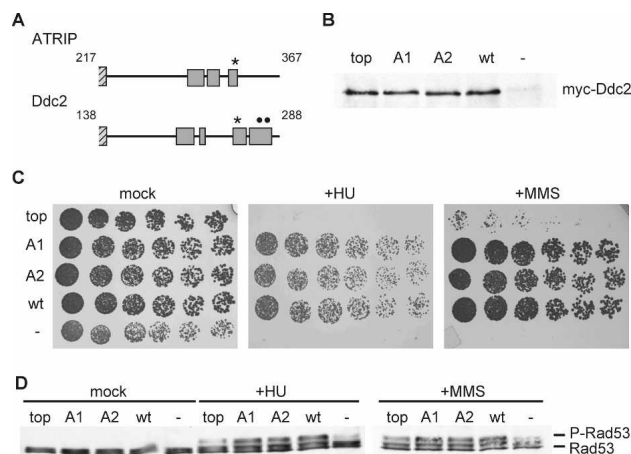 A
ATRIP
217 367
*
Ddc2
138 288
*
B
top A1 A2 wt -
myc-Ddc2
C
mock +HU +MMS
top
A1
A2
wt
-
D
mock +HU +MMS
top A1 A2 wt - top A1 A2 wt - top A1 A2 wt -
P-Rad53
Rad53